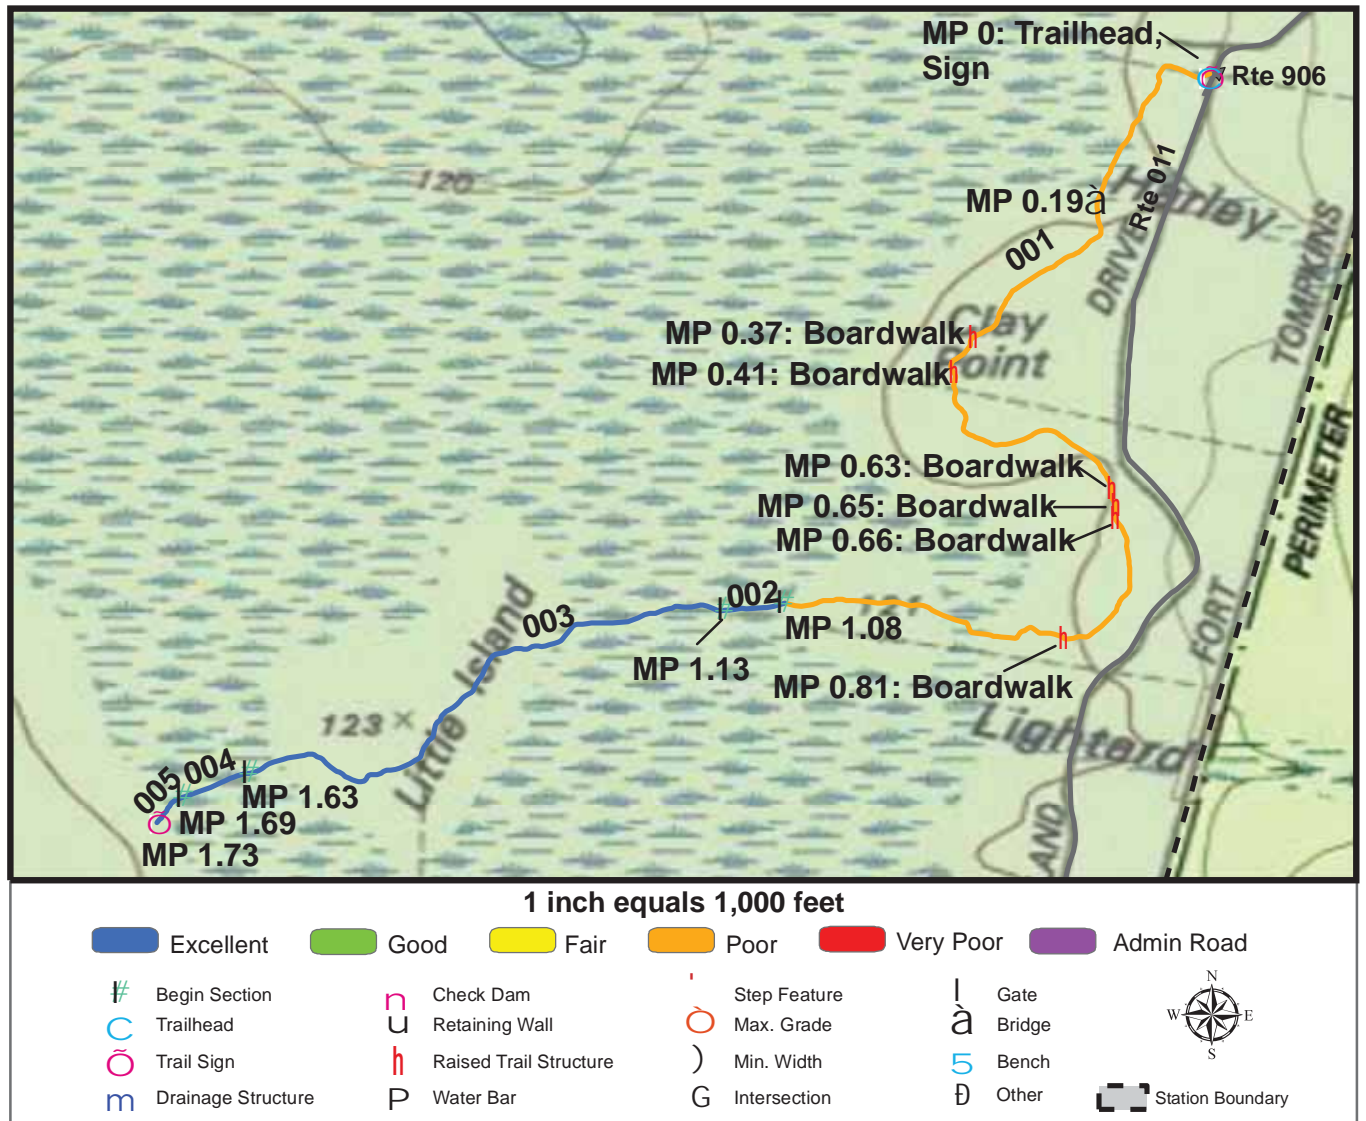 MP 0: Trailhead,
Sign
Rte 906
120
Harley
MP 0.19à
Rte 011
001
DRIVE
TOMPKINS
Clay
Point
MP 0.37: Boardwalk h
MP 0.41: Boardwalk h
MP 0.63: Boardwalk h
MP 0.65: Boardwalk h
MP 0.66: Boardwalk h
PERIMETER
FORT
Little Island
003
002
MP 1.08
MP 1.13
h
MP 0.81: Boardwalk
123
Lightard
005
004
MP 1.63
Õ MP 1.69
MP 1.73
AND
1 inch equals 1,000 feet
Excellent Good Fair Poor Very Poor Admin Road
# Begin Section n Check Dam ' Step Feature l Gate
C Trailhead u Retaining Wall Ò Max. Grade à Bridge
Õ Trail Sign h Raised Trail Structure ) Min. Width 5 Bench
m Drainage Structure P Water Bar G Intersection Ð Other Station Boundary
N
W E
S